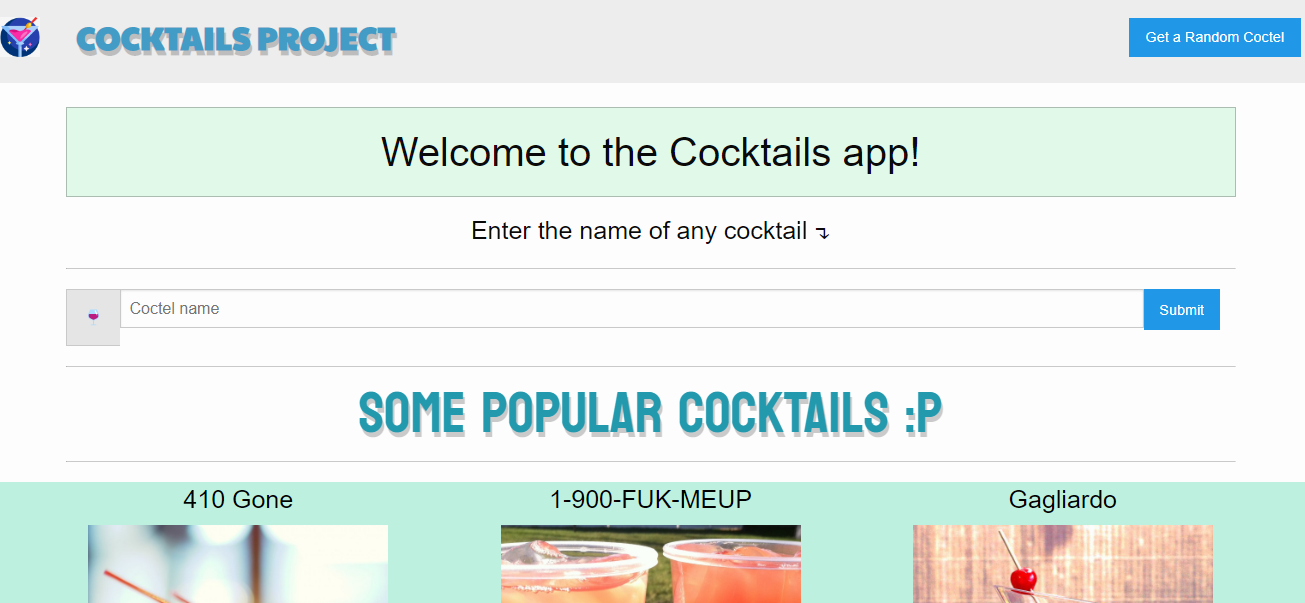 COCKTAILS PROJECT
Get a Random Coctel
Welcome to the Cocktails app!
Enter the name of any cocktail ↴
Coctel name
Submit
SOME POPULAR COCKTAILS :P
410 Gone
1-900-FUK-MEUP
Gagliardo